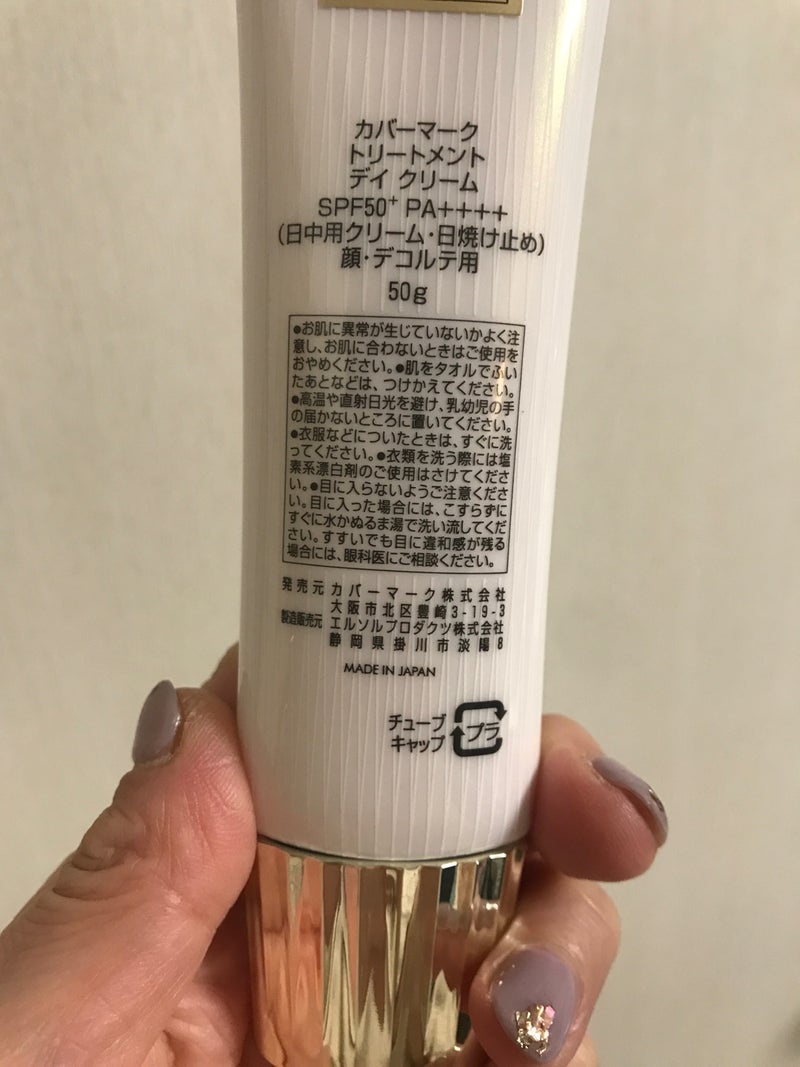 カバーマーク
トリートメント
デイ クリーム
SPF50+ PA++++
(日中用クリーム・日焼け止め)
顔・デコルテ用
50g
●お肌に異常が生じていないかよく注
意し、お肌に合わないときはご使用を
おやめください。●肌をタオルでふい
たあとなどは、つけかえてください。
●高温や直射日光を避け、乳幼児の手
の届かないところに置いてください。
●衣服などについたときは、すぐに洗
ってください。●衣類を洗う際には塩
素系漂白剤のご使用はさけてくださ
い。●目に入らないようご注意くださ
い。目に入った場合には、こすらずに
すぐに水かぬるま湯で洗い流してくだ
さい。すすいでも目に違和感が残る
場合には、眼科医にご相談ください。
発売元 カバーマーク株式会社
大阪市北区豊崎3-19-3
製造販売元 エルソルプロダクツ株式会社
静岡県掛川市淡陽8
MADE IN JAPAN
チューブ
キャップ
プラ